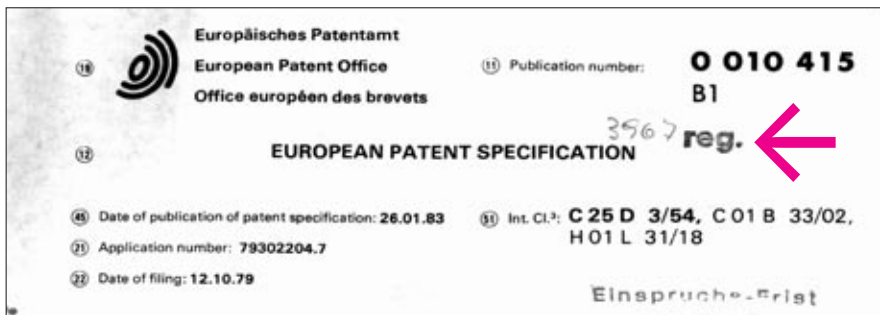 Europäisches Patentamt
(19) European Patent Office
Office européen des brevets
(11) Publication number: 0 010 415
B1
reg.
(12) EUROPEAN PATENT SPECIFICATION
(45) Date of publication of patent specification: 26.01.83
(21) Application number: 79302204.7
(22) Date of filing: 12.10.79
(51) Int. Cl.³: C 25 D 3/54, C 01 B 33/02,
H 01 L 31/18
Einspruchs-Frist